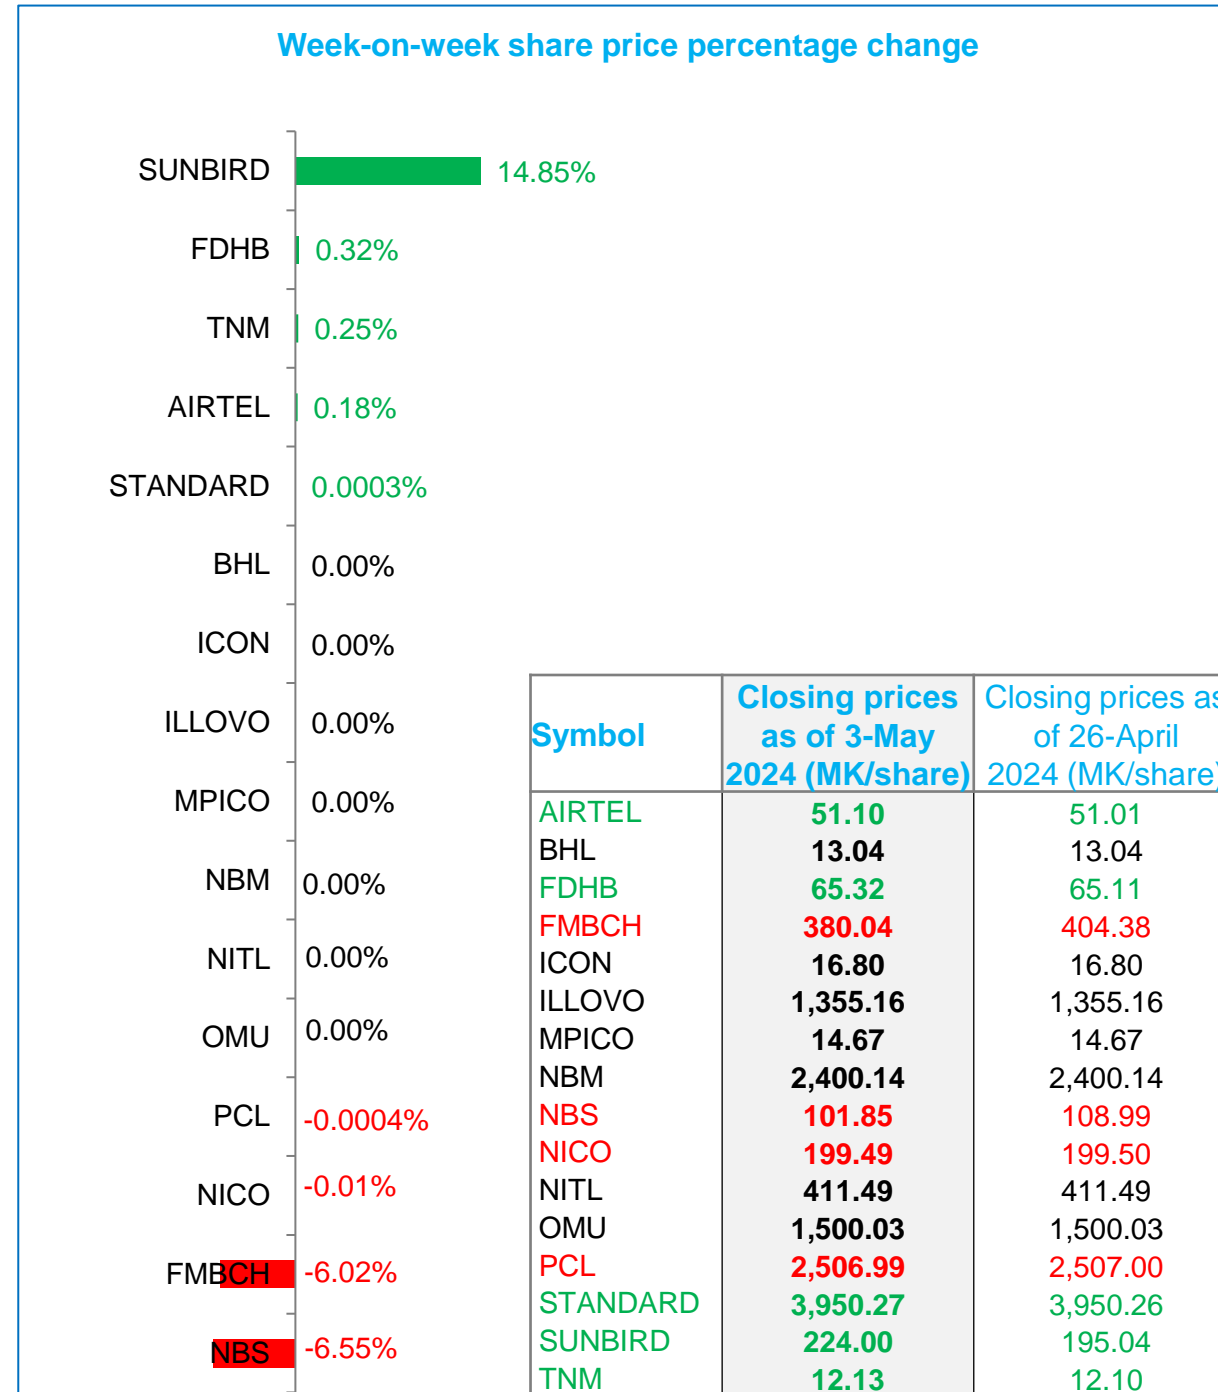 Week-on-week share price percentage change
SUNBIRD 14.85%
FDHB 0.32%
TNM 0.25%
AIRTEL 0.18%
STANDARD 0.0003%
BHL 0.00%
ICON 0.00%
ILLOVO 0.00%
MPICO 0.00%
NBM 0.00%
NITL 0.00%
OMU 0.00%
PCL -0.0004%
NICO -0.01%
FMBCH -6.02%
NBS -6.55%
Symbol
Closing prices
as of 3-May
2024 (MK/share)
Closing prices as
of 26-April
2024 (MK/share)
AIRTEL 51.10 51.01
BHL 13.04 13.04
FDHB 65.32 65.11
FMBCH 380.04 404.38
ICON 16.80 16.80
ILLOVO 1,355.16 1,355.16
MPICO 14.67 14.67
NBM 2,400.14 2,400.14
NBS 101.85 108.99
NICO 199.49 199.50
NITL 411.49 411.49
OMU 1,500.03 1,500.03
PCL 2,506.99 2,507.00
STANDARD 3,950.27 3,950.26
SUNBIRD 224.00 195.04
TNM 12.13 12.10